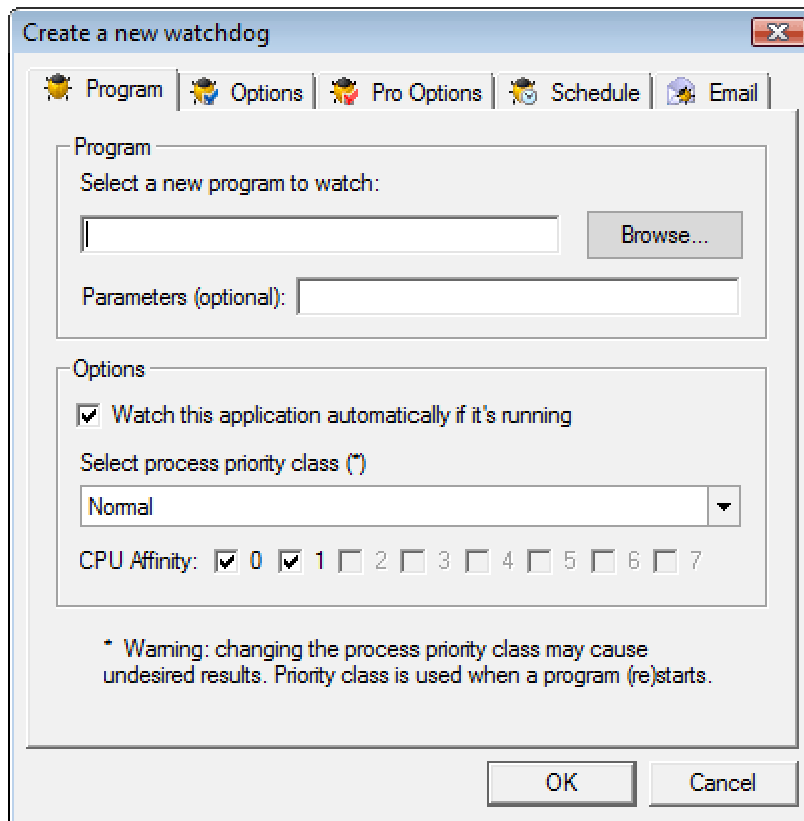 Create a new watchdog
Program Options Pro Options Schedule Email
Program
Select a new program to watch:
Browse...
Parameters (optional):
Options
Watch this application automatically if it's running
Select process priority class (*)
Normal
CPU Affinity: 0 1 2 3 4 5 6 7
* Warning: changing the process priority class may cause
undesired results. Priority class is used when a program (re)starts.
OK Cancel